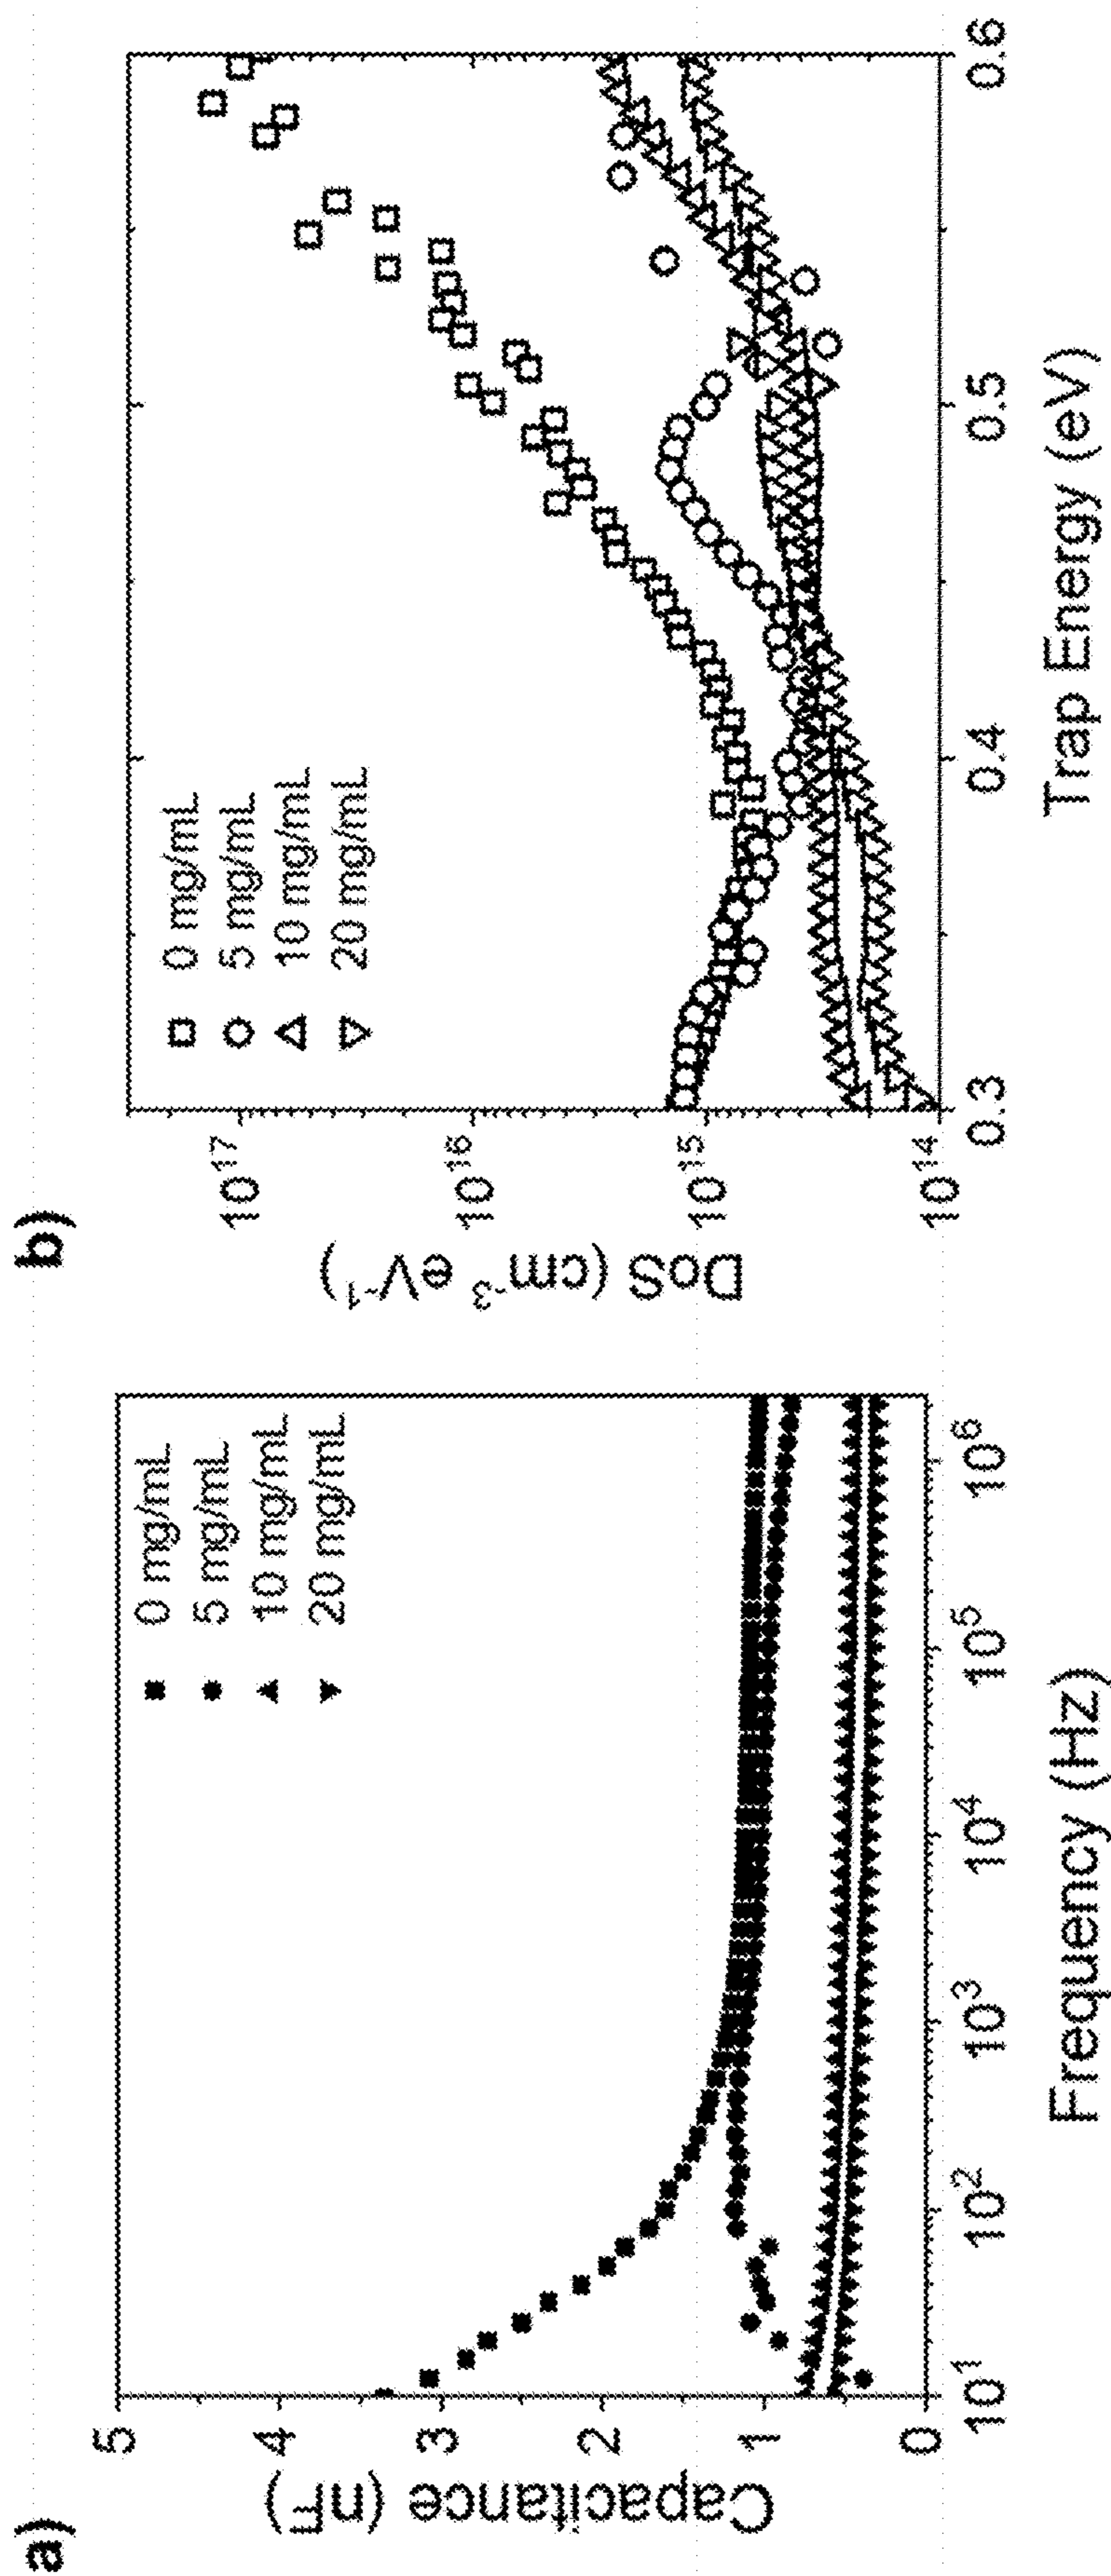 a)
Capacitance (nF)
5
4
3
2
1
0
0 mg/mL
5 mg/mL
10 mg/mL
20 mg/mL
10¹
10²
10³
10⁴
10⁵
10⁶
Frequency (Hz)
b)
DoS (cm⁻³ eV⁻¹)
10¹⁷
10¹⁶
10¹⁵
10¹⁴
0 mg/mL
5 mg/mL
10 mg/mL
20 mg/mL
0.3
0.4
0.5
0.6
Trap Energy (eV)